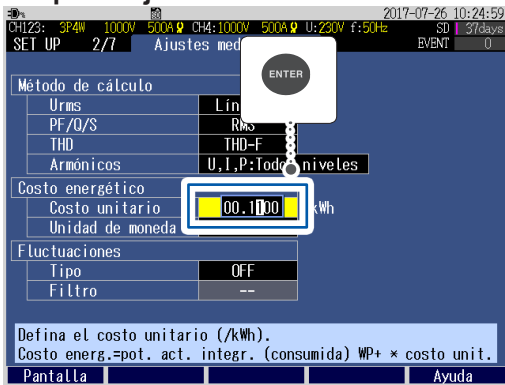 2017-07-26 10:24:59
CH123: 3P4W 1000V 500A CH4:1000V 500A U:230V f:50Hz SD 37days
SET UP 2/7 Ajustes med EVENT 0
ENTER
Método de cálculo
Urms Lín
PF/Q/S RMS
THD THD-F
Armónicos U,I,P:Todos niveles
Costo energético
Costo unitario 00.1000 kWh
Unidad de moneda
Fluctuaciones
Tipo OFF
Filtro --
Defina el costo unitario (/kWh).
Costo energ.=pot. act. integr. (consumida) WP+ * costo unit.
Pantalla Ayuda